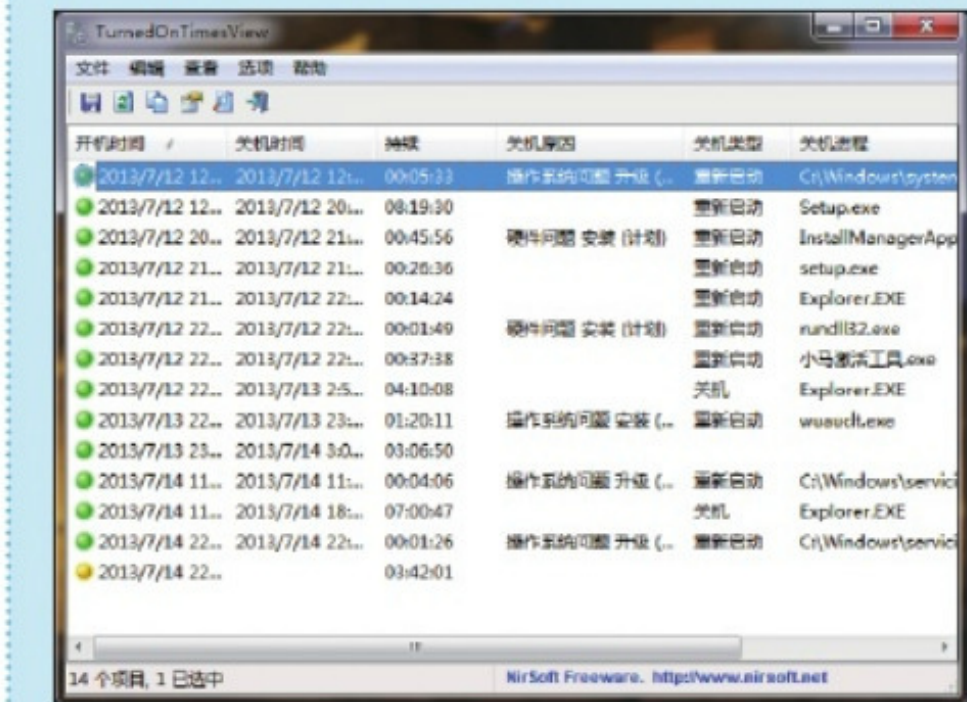 TurnedOnTimesView
文件 编辑 查看 选项 帮助
开机时间 / 关机时间 持续 关机原因 关机类型 关机进程
2013/7/12 12... 2013/7/12 12:... 00:05:33 操作系统问题 升级 (... 重新启动 C:\Windows\system
2013/7/12 12... 2013/7/12 20:... 08:19:30 重新启动 Setup.exe
2013/7/12 20... 2013/7/12 21:... 00:45:56 硬件问题 安装 (计划) 重新启动 InstallManagerApp
2013/7/12 21... 2013/7/12 21:... 00:26:36 重新启动 setup.exe
2013/7/12 21... 2013/7/12 22:... 00:14:24 重新启动 Explorer.EXE
2013/7/12 22... 2013/7/12 22:... 00:01:49 硬件问题 安装 (计划) 重新启动 rundll32.exe
2013/7/12 22... 2013/7/12 22:... 00:37:38 重新启动 小马激活工具.exe
2013/7/12 22... 2013/7/13 2:5... 04:10:08 关机 Explorer.EXE
2013/7/13 22... 2013/7/13 23:... 01:20:11 操作系统问题 安装 (... 重新启动 wuauclt.exe
2013/7/13 23... 2013/7/14 3:0... 03:06:50
2013/7/14 11... 2013/7/14 11:... 00:04:06 操作系统问题 升级 (... 重新启动 C:\Windows\servici
2013/7/14 11... 2013/7/14 18:... 07:00:47 关机 Explorer.EXE
2013/7/14 22... 2013/7/14 22:... 00:01:26 操作系统问题 升级 (... 重新启动 C:\Windows\servici
2013/7/14 22... 03:42:01
14 个项目, 1 已选中 NirSoft Freeware. http://www.nirsoft.net